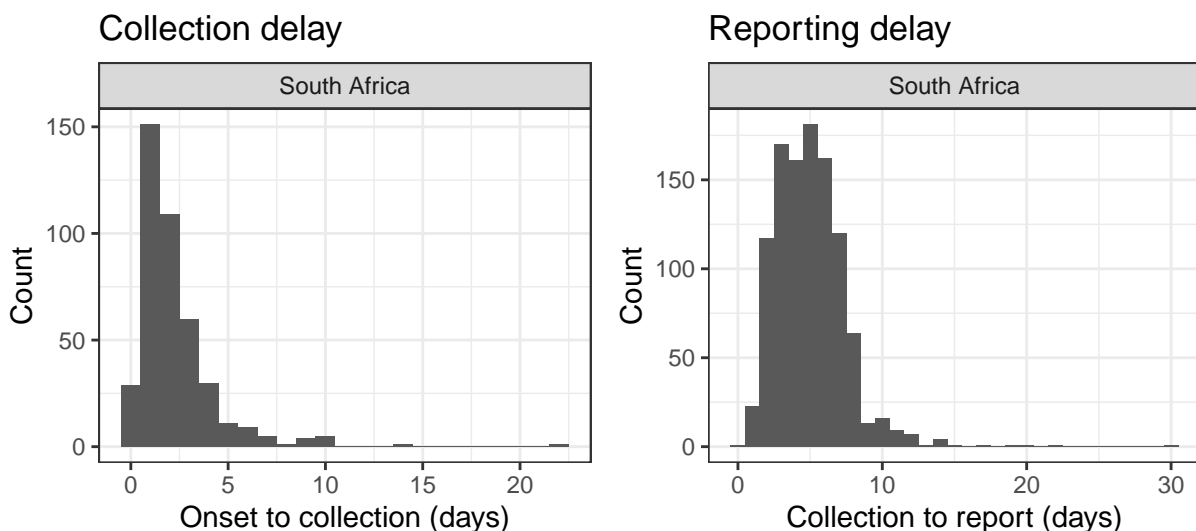 Collection delay
South Africa
150
100
50
0
0 5 10 15 20
Count
Onset to collection (days)
Reporting delay
South Africa
150
100
50
0
0 10 20 30
Count
Collection to report (days)